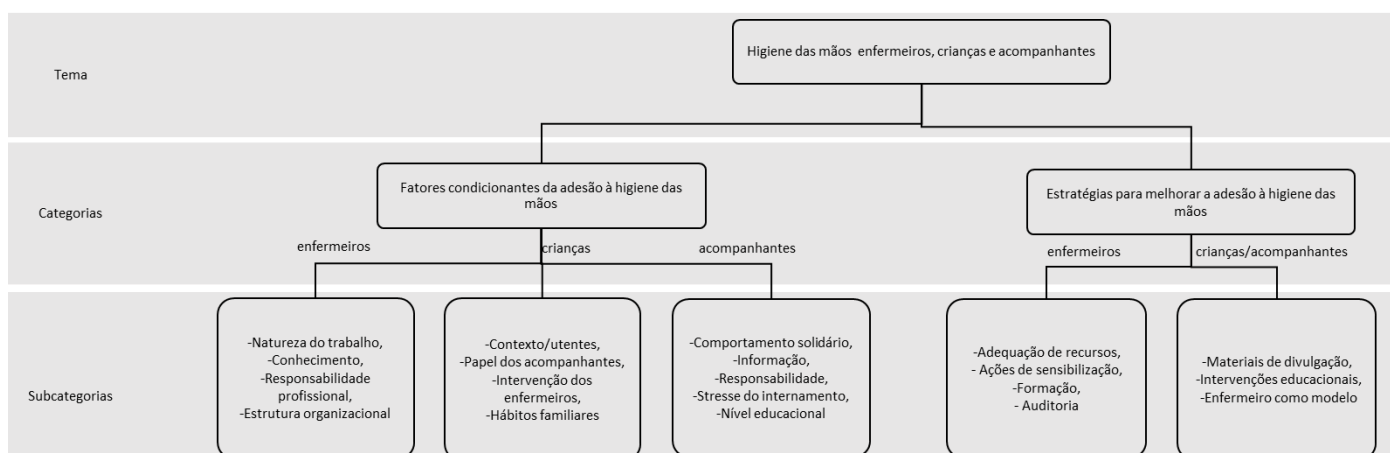 Tema
Higiene das mãos enfermeiros, crianças e acompanhantes
Categorias
Fatores condicionantes da adesão à higiene das
mãos
Estratégias para melhorar a adesão à higiene das
mãos
enfermeiros
crianças
acompanhantes
enfermeiros
crianças/acompanhantes
Subcategorias
-Natureza do trabalho,
-Conhecimento,
-Responsabilidade
profissional,
-Estrutura organizacional
-Contexto/utentes,
-Papel dos acompanhantes,
-Intervenção dos
enfermeiros,
-Hábitos familiares
-Comportamento solidário,
-Informação,
-Responsabilidade,
-Stresse do internamento,
-Nível educacional
-Adequação de recursos,
- Ações de sensibilização,
-Formação,
- Auditoria
-Materiais de divulgação,
-Intervenções educacionais,
-Enfermeiro como modelo